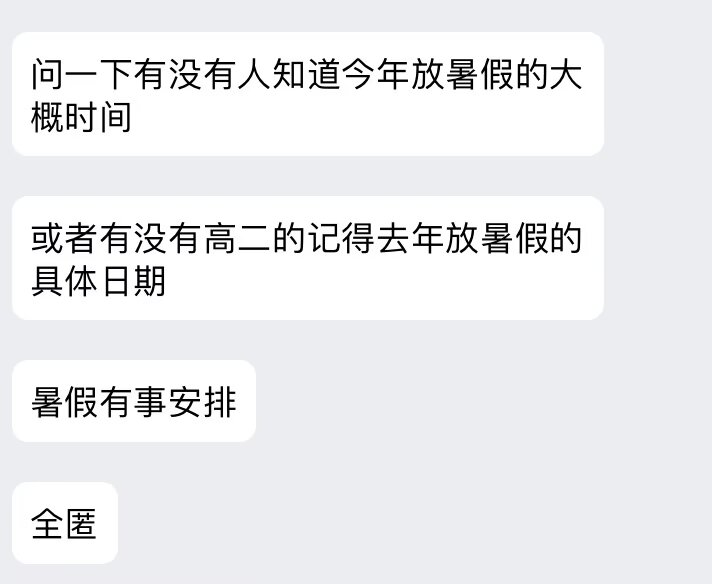 问一下有没有人知道今年放暑假的大
概时间
或者有没有高二的记得去年放暑假的
具体日期
暑假有事安排
全匿